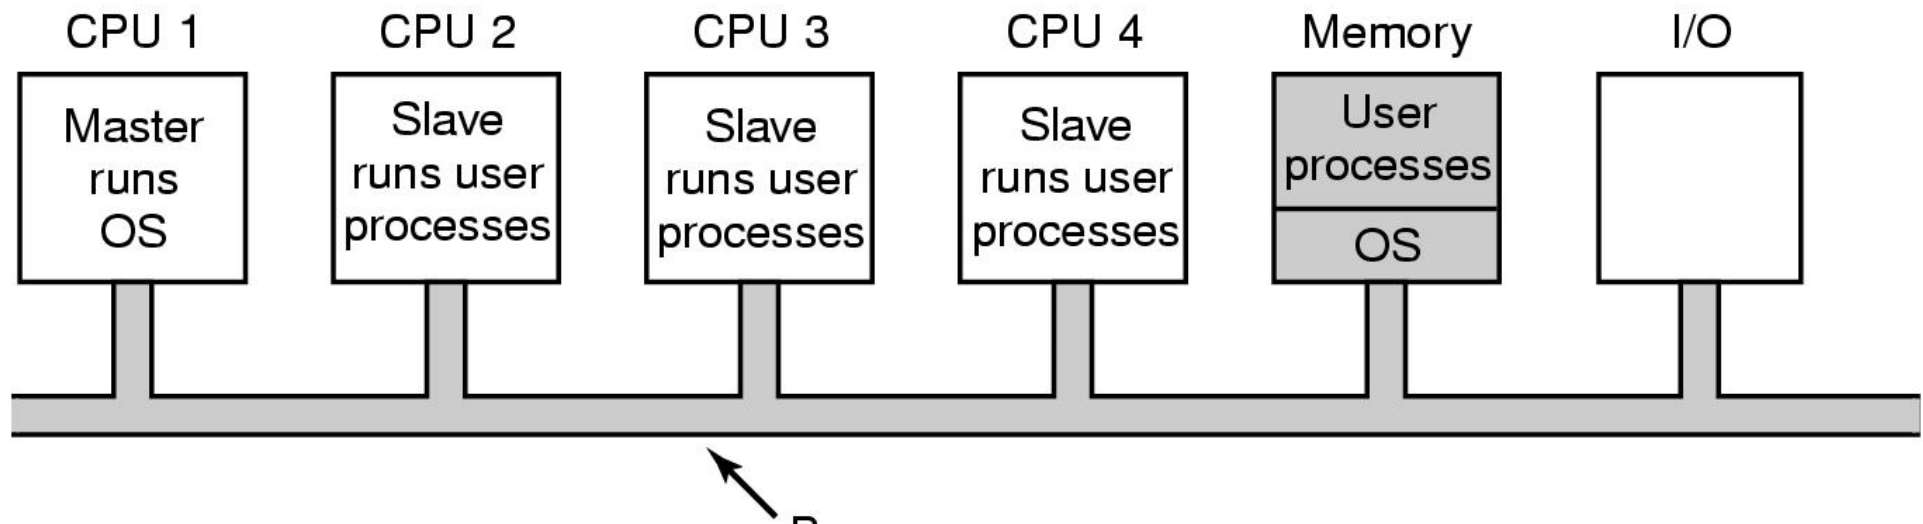 CPU 1
CPU 2
CPU 3
CPU 4
Memory
I/O
Master
runs
OS
Slave
runs user
processes
Slave
runs user
processes
Slave
runs user
processes
User
processes
OS